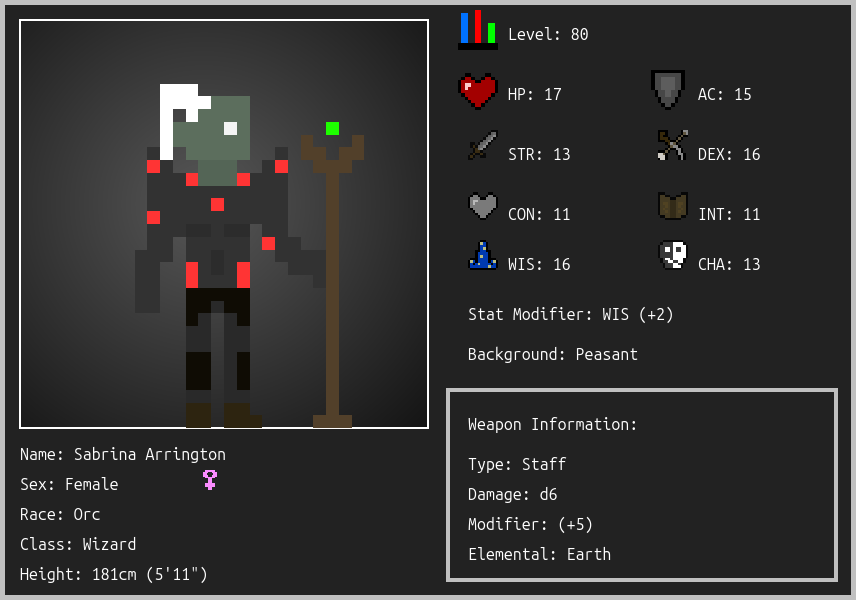 Level: 80
HP: 17
AC: 15
STR: 13
DEX: 16
CON: 11
INT: 11
WIS: 16
CHA: 13
Stat Modifier: WIS (+2)
Background: Peasant
Weapon Information:
Type: Staff
Damage: d6
Modifier: (+5)
Elemental: Earth
Name: Sabrina Arrington
Sex: Female
Race: Orc
Class: Wizard
Height: 181cm (5'11")